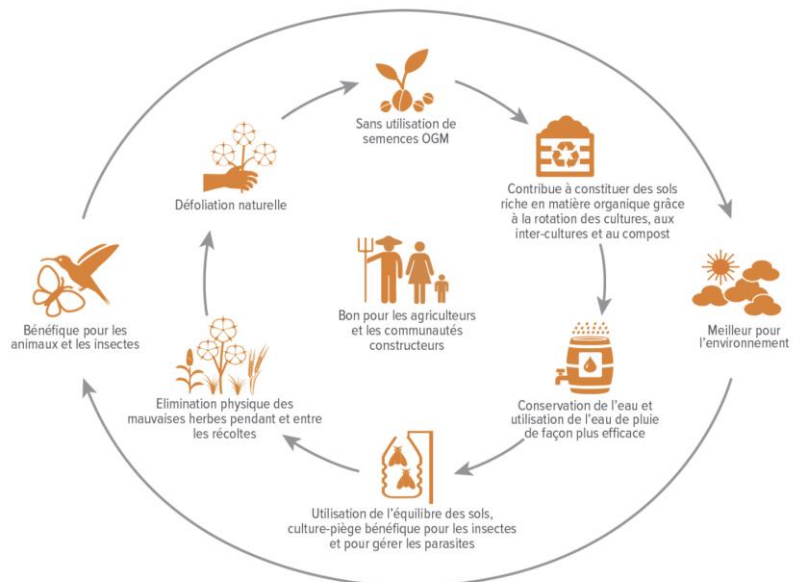 Sans utilisation de
semences OGM
Contribue à constituer des sols
riche en matière organique grâce
à la rotation des cultures, aux
inter-cultures et au compost
Défoliation naturelle
Bon pour les agriculteurs
et les communautés
constructeurs
Bénéfique pour les
animaux et les insectes
Meilleur pour
l'environnement
Elimination physique des
mauvaises herbes pendant et entre
les récoltes
Conservation de l'eau et
utilisation de l'eau de pluie
de façon plus efficace
Utilisation de l'équilibre des sols,
culture-piège bénéfique pour les insectes
et pour gérer les parasites